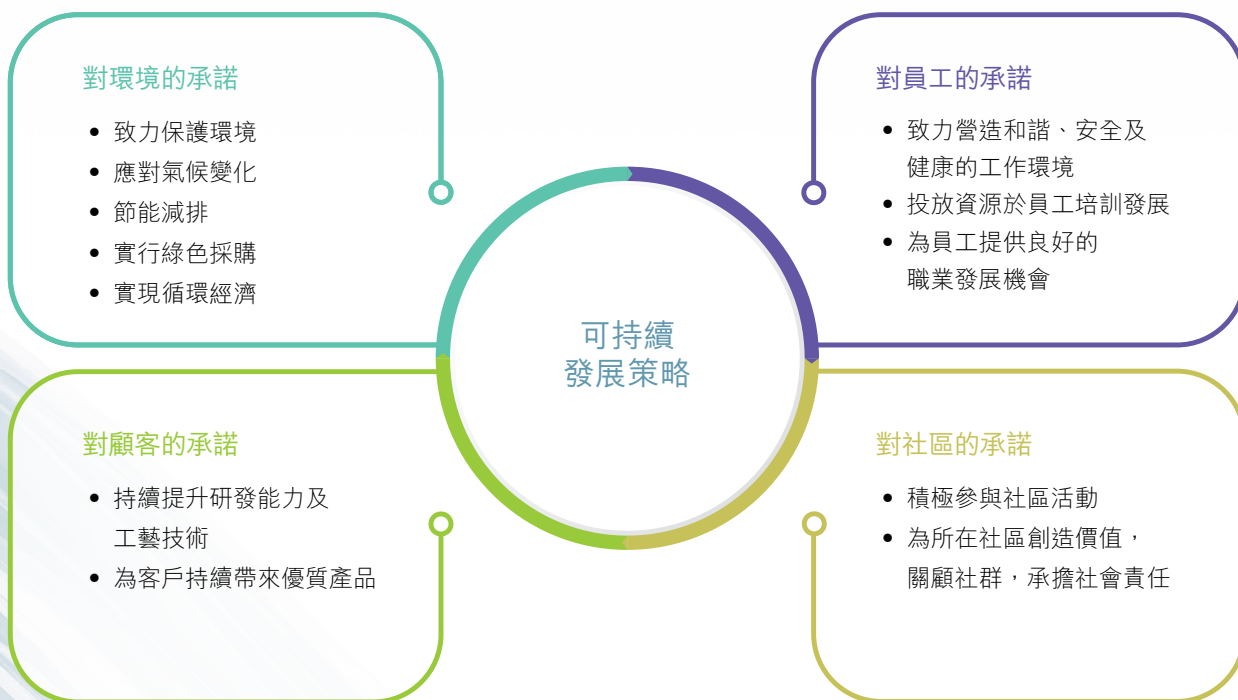 對環境的承諾
致力保護環境
應對氣候變化
節能減排
實行綠色採購
實現循環經濟
對員工的承諾
致力營造和諧、安全及
健康的工作環境
投放資源於員工培訓發展
為員工提供良好的
職業發展機會
可持續
發展策略
對顧客的承諾
持續提升研發能力及
工藝技術
為客戶持續帶來優質產品
對社區的承諾
積極參與社區活動
為所在社區創造價值，
關顧社群，承擔社會責任